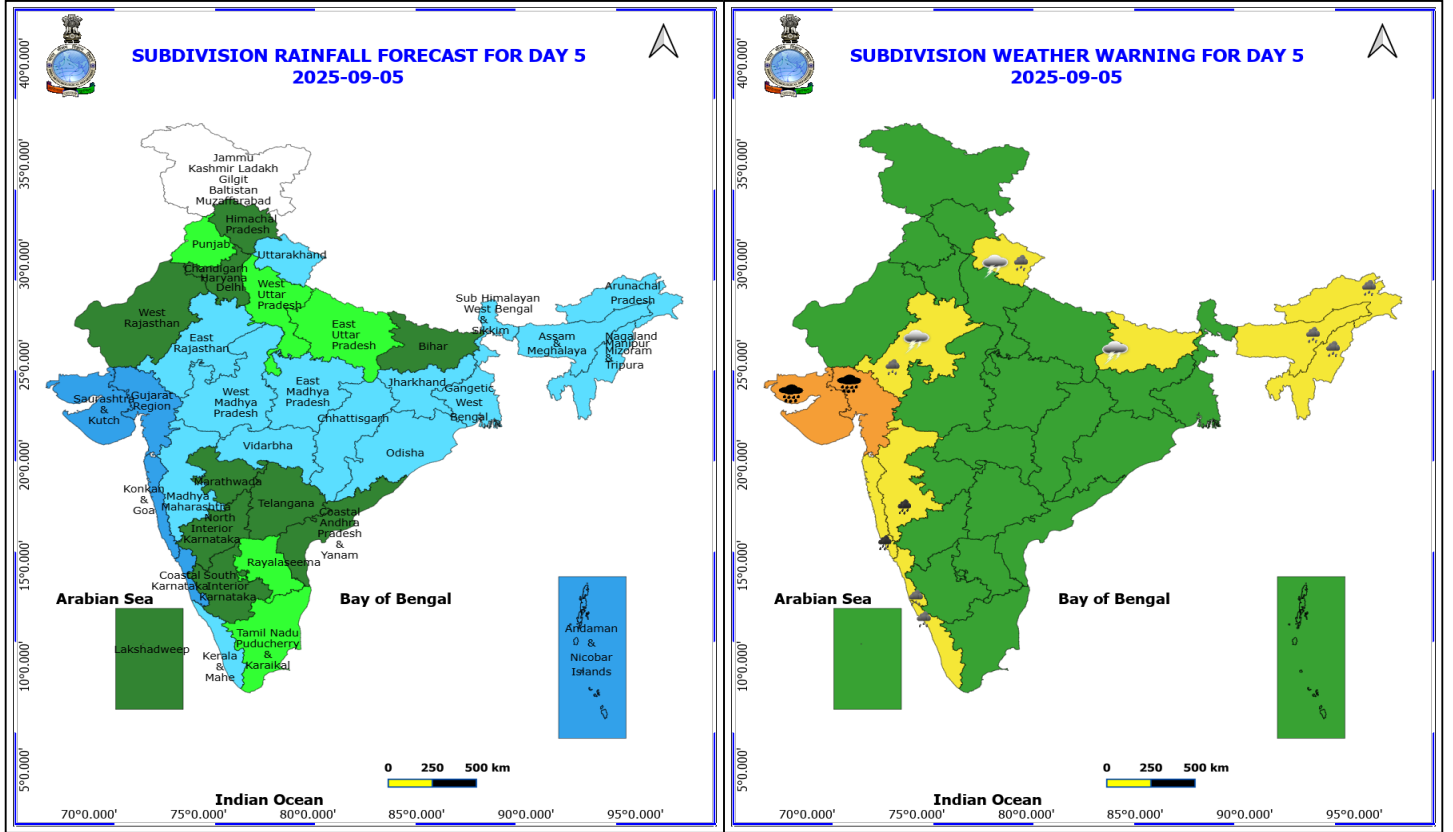 SUBDIVISION RAINFALL FORECAST FOR DAY 5
2025-09-05
40°0.000'
35°0.000'
30°0.000'
25°0.000'
20°0.000'
15°0.000'
10°0.000'
5°0.000'
Jammu
Kashmir Ladakh
Gilgit
Baltistan
Muzaffarabad
Himachal
Pradesh
Punjab
Uttarakhand
Chandigarh
Haryana
Delhi
West
Uttar
Pradesh
West
Rajasthan
East
Rajasthan
East
Uttar
Pradesh
Bihar
Sub Himalayan
West Bengal
&
Sikkim
Arunachal
Pradesh
Assam
&
Meghalaya
Nagaland
Manipur
Mizoram
&
Tripura
Saurashtra
&
Kutch
Gujarat
Region
West
Madhya
Pradesh
East
Madhya
Pradesh
Jharkhand
Gangetic
West
Bengal
Chhattisgarh
Vidarbha
Odisha
Konkan
&
Goa
Madhya
Maharashtra
Marathwada
Telangana
North
Interior
Karnataka
Coastal
Andhra
Pradesh
&
Yanam
Rayalaseema
Coastal
Karnataka
South
Interior
Karnataka
Arabian Sea
Bay of Bengal
Lakshadweep
Tamil Nadu
Puducherry
&
Karaikal
Kerala
&
Mahe
Andaman
&
Nicobar
Islands
0 250 500 km
Indian Ocean
70°0.000' 75°0.000' 80°0.000' 85°0.000' 90°0.000' 95°0.000'
SUBDIVISION WEATHER WARNING FOR DAY 5
2025-09-05
40°0.000'
35°0.000'
30°0.000'
25°0.000'
20°0.000'
15°0.000'
10°0.000'
5°0.000'
Arabian Sea
Bay of Bengal
0 250 500 km
Indian Ocean
70°0.000' 75°0.000' 80°0.000' 85°0.000' 90°0.000' 95°0.000'